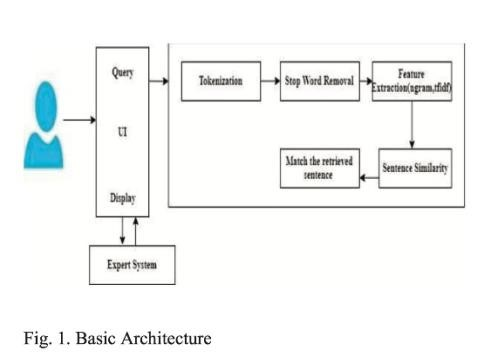 Query
UI
Display
Expert System
Tokenization
Stop Word Removal
Feature
Extraction(ngram,tfidf)
Sentence Similarity
Match the retrieved
sentence
Fig. 1. Basic Architecture